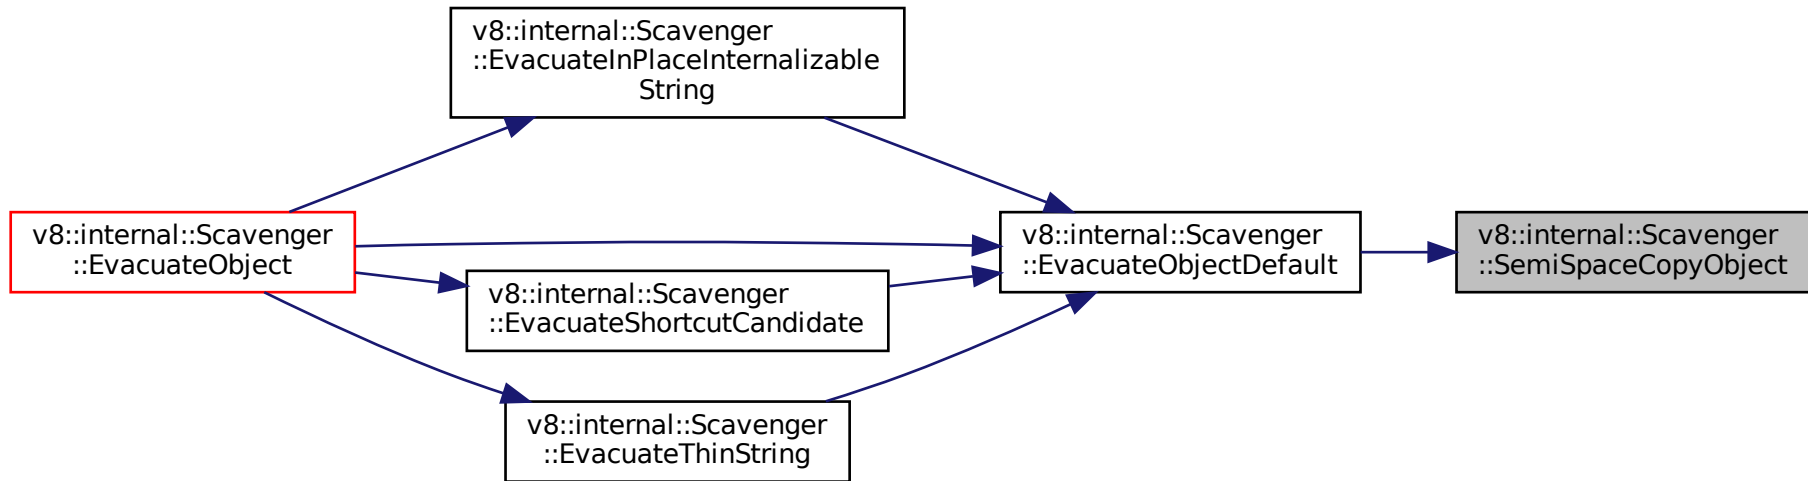 v8::internal::Scavenger
::EvacuateInPlaceInternalizable
String
v8::internal::Scavenger
::EvacuateObject
v8::internal::Scavenger
::EvacuateShortcutCandidate
v8::internal::Scavenger
::EvacuateThinString
v8::internal::Scavenger
::EvacuateObjectDefault
v8::internal::Scavenger
::SemiSpaceCopyObject